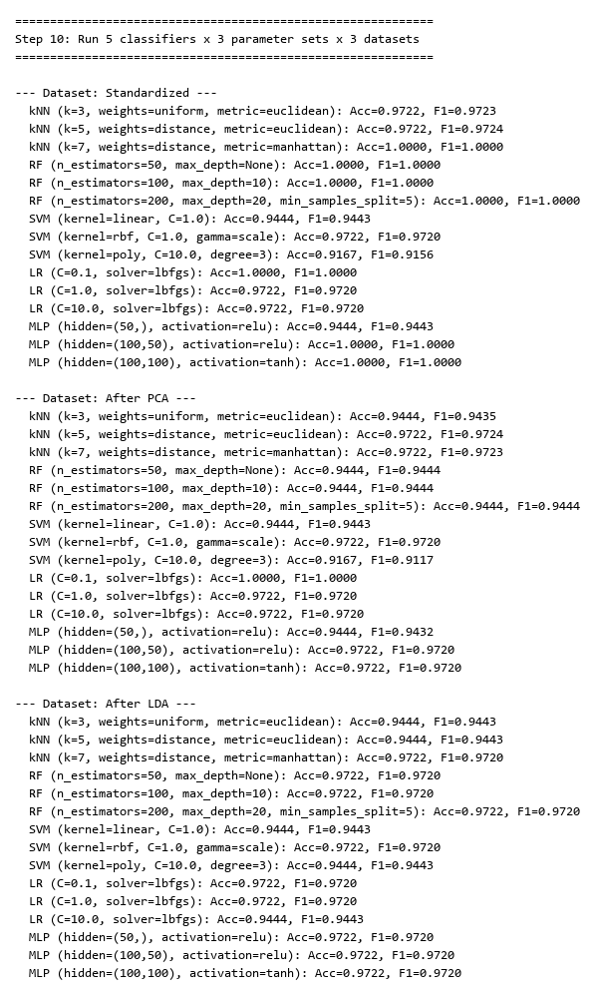 ============================================================
Step 10: Run 5 classifiers x 3 parameter sets x 3 datasets
============================================================
--- Dataset: Standardized ---
kNN (k=3, weights=uniform, metric=euclidean): Acc=0.9722, F1=0.9723
kNN (k=5, weights=distance, metric=euclidean): Acc=0.9722, F1=0.9724
kNN (k=7, weights=distance, metric=manhattan): Acc=1.0000, F1=1.0000
RF (n_estimators=50, max_depth=None): Acc=1.0000, F1=1.0000
RF (n_estimators=100, max_depth=10): Acc=1.0000, F1=1.0000
RF (n_estimators=200, max_depth=20, min_samples_split=5): Acc=1.0000, F1=1.0000
SVM (kernel=linear, C=1.0): Acc=0.9444, F1=0.9443
SVM (kernel=rbf, C=1.0, gamma=scale): Acc=0.9722, F1=0.9720
SVM (kernel=poly, C=10.0, degree=3): Acc=0.9167, F1=0.9156
LR (C=0.1, solver=lbfgs): Acc=1.0000, F1=1.0000
LR (C=1.0, solver=lbfgs): Acc=0.9722, F1=0.9720
LR (C=10.0, solver=lbfgs): Acc=0.9722, F1=0.9720
MLP (hidden=(50,), activation=relu): Acc=0.9444, F1=0.9443
MLP (hidden=(100,50), activation=relu): Acc=1.0000, F1=1.0000
MLP (hidden=(100,100), activation=tanh): Acc=1.0000, F1=1.0000
--- Dataset: After PCA ---
kNN (k=3, weights=uniform, metric=euclidean): Acc=0.9444, F1=0.9435
kNN (k=5, weights=distance, metric=euclidean): Acc=0.9722, F1=0.9724
kNN (k=7, weights=distance, metric=manhattan): Acc=0.9722, F1=0.9723
RF (n_estimators=50, max_depth=None): Acc=0.9444, F1=0.9444
RF (n_estimators=100, max_depth=10): Acc=0.9444, F1=0.9444
RF (n_estimators=200, max_depth=20, min_samples_split=5): Acc=0.9444, F1=0.9444
SVM (kernel=linear, C=1.0): Acc=0.9444, F1=0.9443
SVM (kernel=rbf, C=1.0, gamma=scale): Acc=0.9722, F1=0.9720
SVM (kernel=poly, C=10.0, degree=3): Acc=0.9167, F1=0.9117
LR (C=0.1, solver=lbfgs): Acc=1.0000, F1=1.0000
LR (C=1.0, solver=lbfgs): Acc=0.9722, F1=0.9720
LR (C=10.0, solver=lbfgs): Acc=0.9722, F1=0.9720
MLP (hidden=(50,), activation=relu): Acc=0.9444, F1=0.9432
MLP (hidden=(100,50), activation=relu): Acc=0.9722, F1=0.9720
MLP (hidden=(100,100), activation=tanh): Acc=0.9722, F1=0.9720
--- Dataset: After LDA ---
kNN (k=3, weights=uniform, metric=euclidean): Acc=0.9444, F1=0.9443
kNN (k=5, weights=distance, metric=euclidean): Acc=0.9444, F1=0.9443
kNN (k=7, weights=distance, metric=manhattan): Acc=0.9722, F1=0.9720
RF (n_estimators=50, max_depth=None): Acc=0.9722, F1=0.9720
RF (n_estimators=100, max_depth=10): Acc=0.9722, F1=0.9720
RF (n_estimators=200, max_depth=20, min_samples_split=5): Acc=0.9722, F1=0.9720
SVM (kernel=linear, C=1.0): Acc=0.9444, F1=0.9443
SVM (kernel=rbf, C=1.0, gamma=scale): Acc=0.9722, F1=0.9720
SVM (kernel=poly, C=10.0, degree=3): Acc=0.9444, F1=0.9443
LR (C=0.1, solver=lbfgs): Acc=0.9722, F1=0.9720
LR (C=1.0, solver=lbfgs): Acc=0.9722, F1=0.9720
LR (C=10.0, solver=lbfgs): Acc=0.9444, F1=0.9443
MLP (hidden=(50,), activation=relu): Acc=0.9722, F1=0.9720
MLP (hidden=(100,50), activation=relu): Acc=0.9722, F1=0.9720
MLP (hidden=(100,100), activation=tanh): Acc=0.9722, F1=0.9720